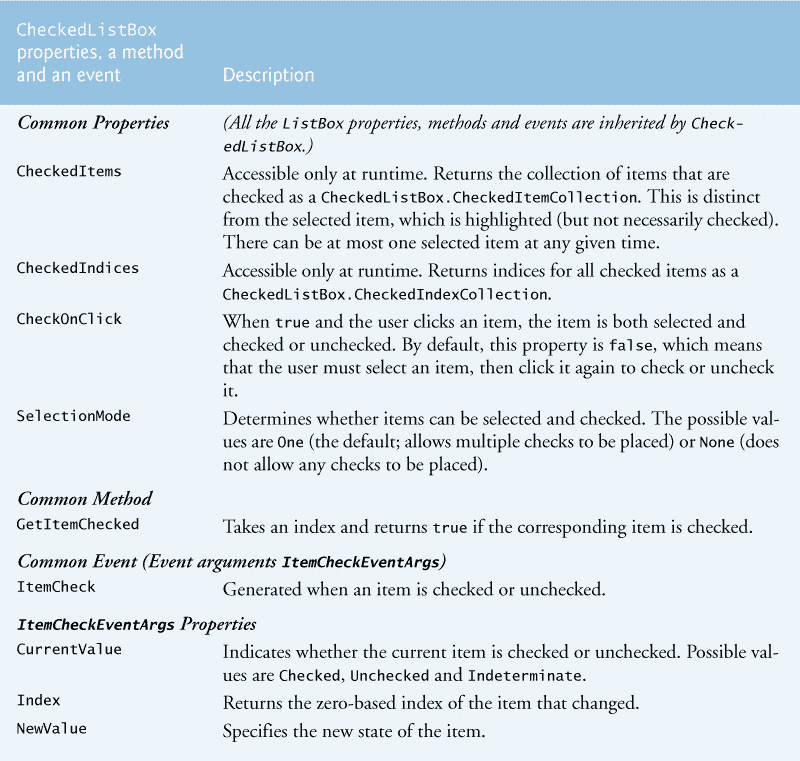 CheckedListBox
properties, a method
and an event
Description
Common Properties
(All the ListBox properties, methods and events are inherited by Check-
edListBox.)
CheckedItems
Accessible only at runtime. Returns the collection of items that are
checked as a CheckedListBox.CheckedItemCollection. This is distinct
from the selected item, which is highlighted (but not necessarily checked).
There can be at most one selected item at any given time.
CheckedIndices
Accessible only at runtime. Returns indices for all checked items as a
CheckedListBox.CheckedIndexCollection.
CheckOnClick
When true and the user clicks an item, the item is both selected and
checked or unchecked. By default, this property is false, which means
that the user must select an item, then click it again to check or uncheck
it.
SelectionMode
Determines whether items can be selected and checked. The possible val-
ues are One (the default; allows multiple checks to be placed) or None (does
not allow any checks to be placed).
Common Method
GetItemChecked
Takes an index and returns true if the corresponding item is checked.
Common Event (Event arguments ItemCheckEventArgs)
ItemCheck
Generated when an item is checked or unchecked.
ItemCheckEventArgs Properties
CurrentValue
Indicates whether the current item is checked or unchecked. Possible val-
ues are Checked, Unchecked and Indeterminate.
Index
Returns the zero-based index of the item that changed.
NewValue
Specifies the new state of the item.